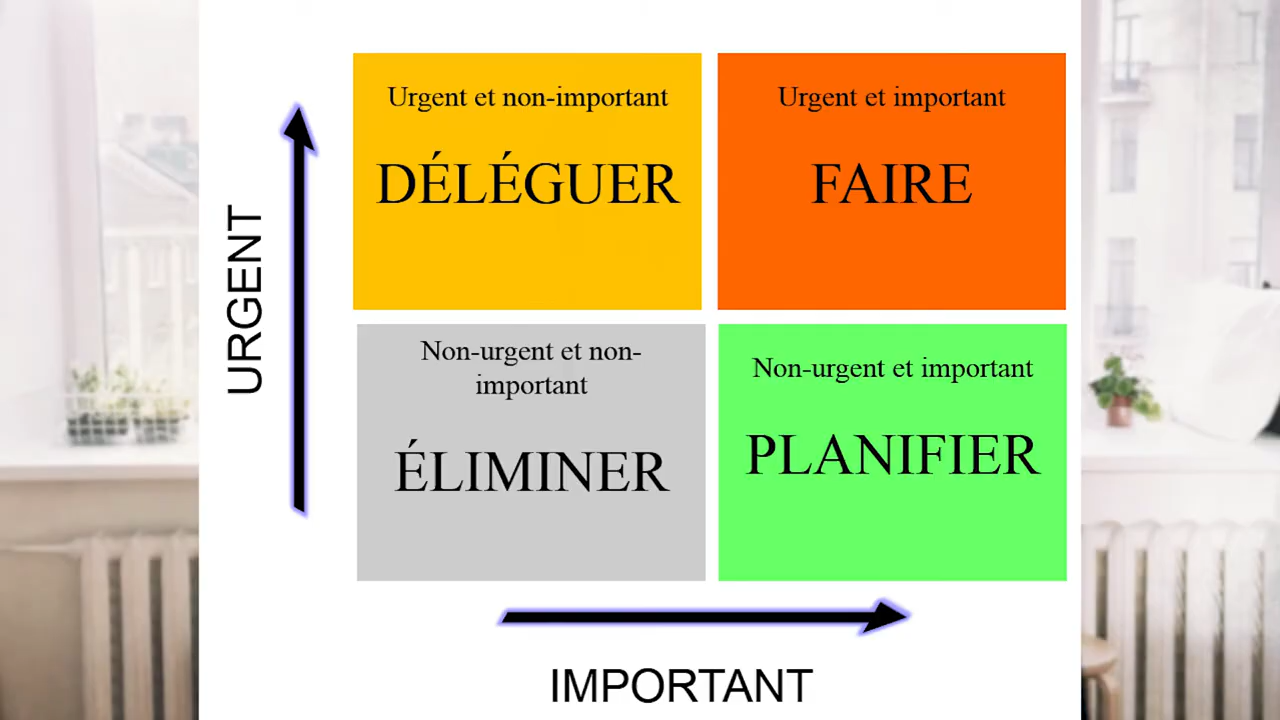 Urgent et non-important
DÉLÉGUER
Urgent et important
FAIRE
URGENT
Non-urgent et non-
important
ÉLIMINER
Non-urgent et important
PLANIFIER
IMPORTANT